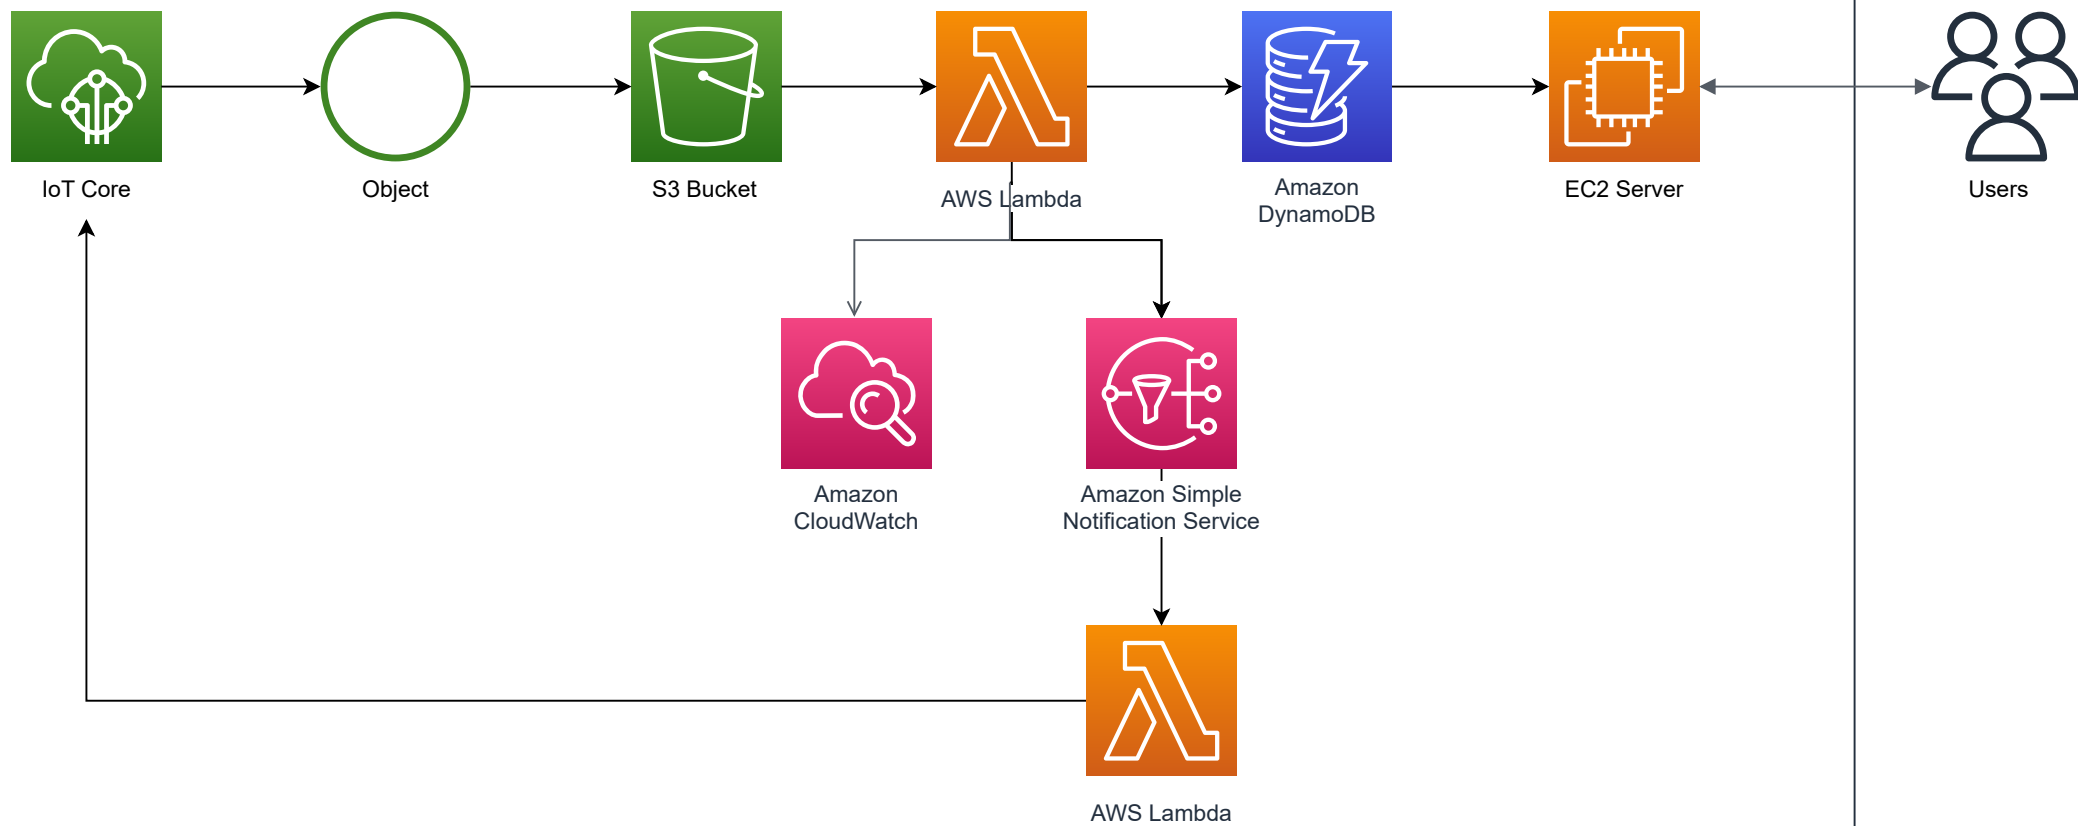 IoT Core
Object
S3 Bucket
AWS Lambda
Amazon
DynamoDB
EC2 Server
Users
Amazon
CloudWatch
Amazon Simple
Notification Service
AWS Lambda